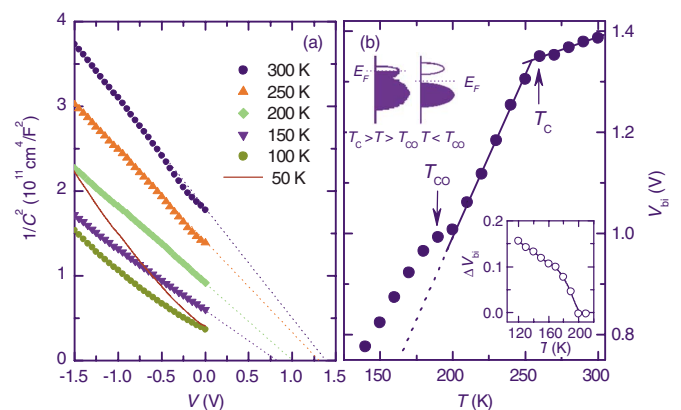 (a)
300 K
250 K
200 K
150 K
100 K
50 K
4
3
2
1
0
-1.5 -1.0 -0.5 0.0 0.5 1.0 1.5
V (V)
1/C² (10¹¹ cm⁴/F²)
(b)
E_F
E_F
T_C > T > T_CO T < T_CO
T_C
T_CO
1.4
1.2
1.0
0.8
V_bi (V)
150 200 250 300
T (K)
0.2
0.1
0.0
Δ V_bi
120 160 200
T (K)